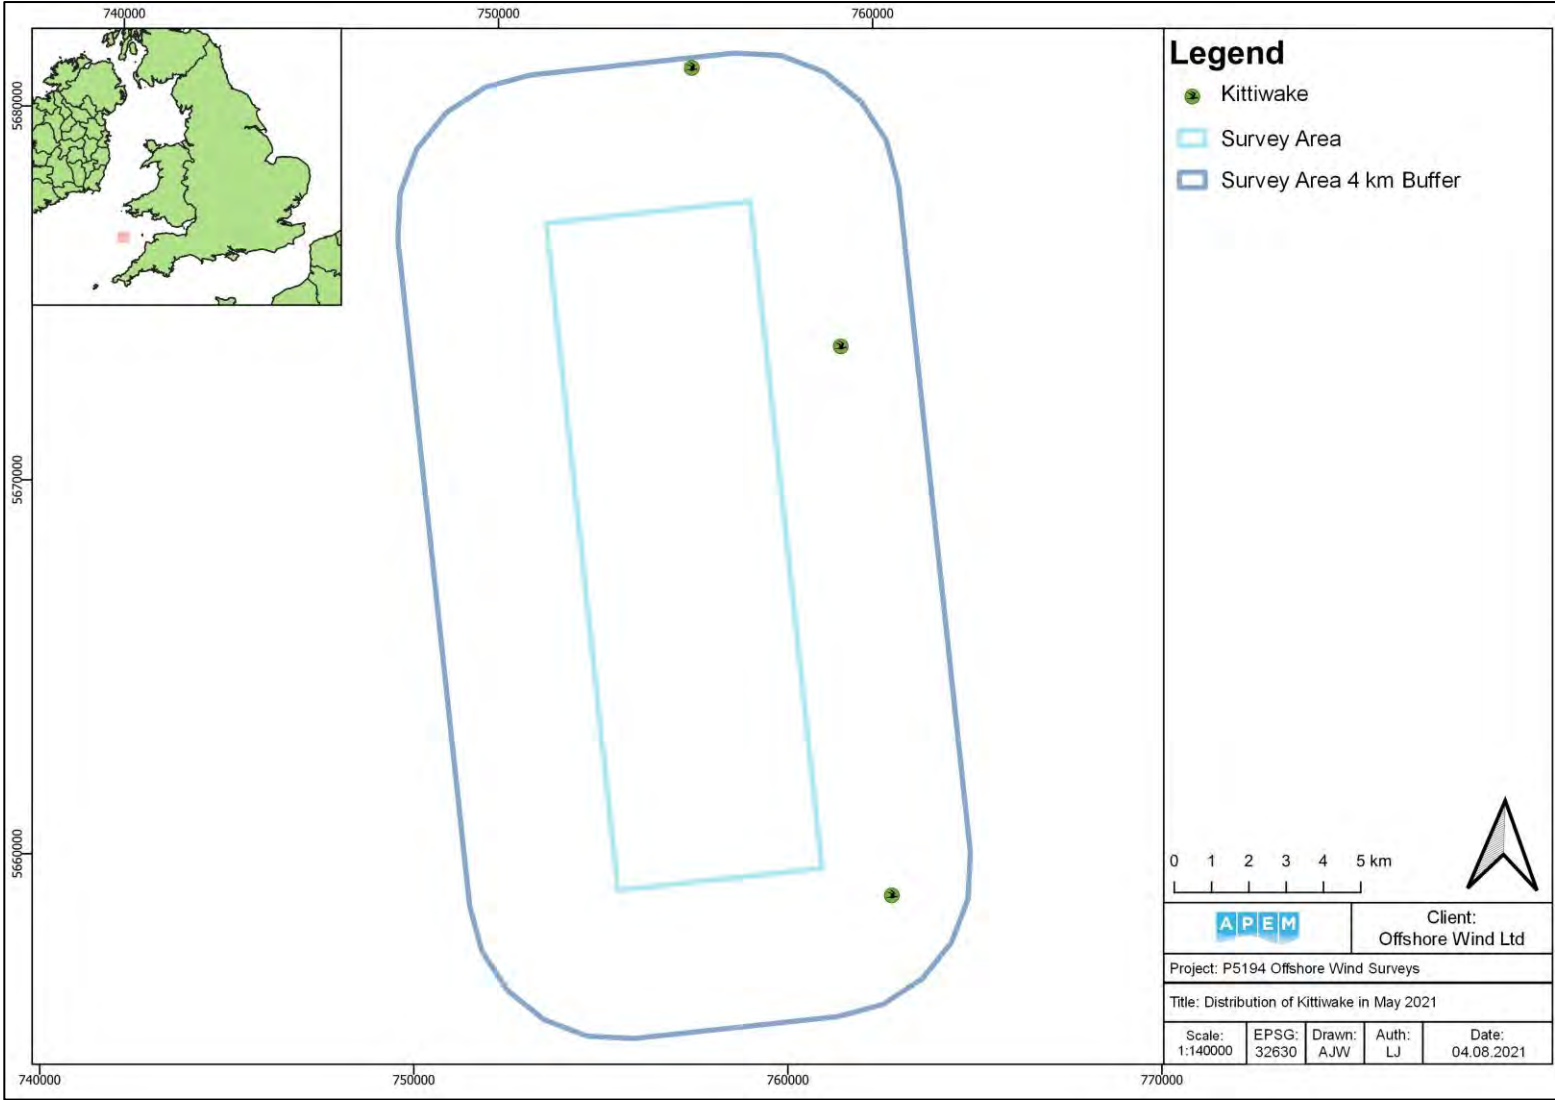 740000
750000
760000
5680000
5670000
5660000
740000
750000
760000
770000
Legend
Kittiwake
Survey Area
Survey Area 4 km Buffer
0 1 2 3 4 5 km
APEM
Client:
Offshore Wind Ltd
Project: P5194 Offshore Wind Surveys
Title: Distribution of Kittiwake in May 2021
Scale:
1:140000
EPSG:
32630
Drawn:
AJW
Auth:
LJ
Date:
04.08.2021